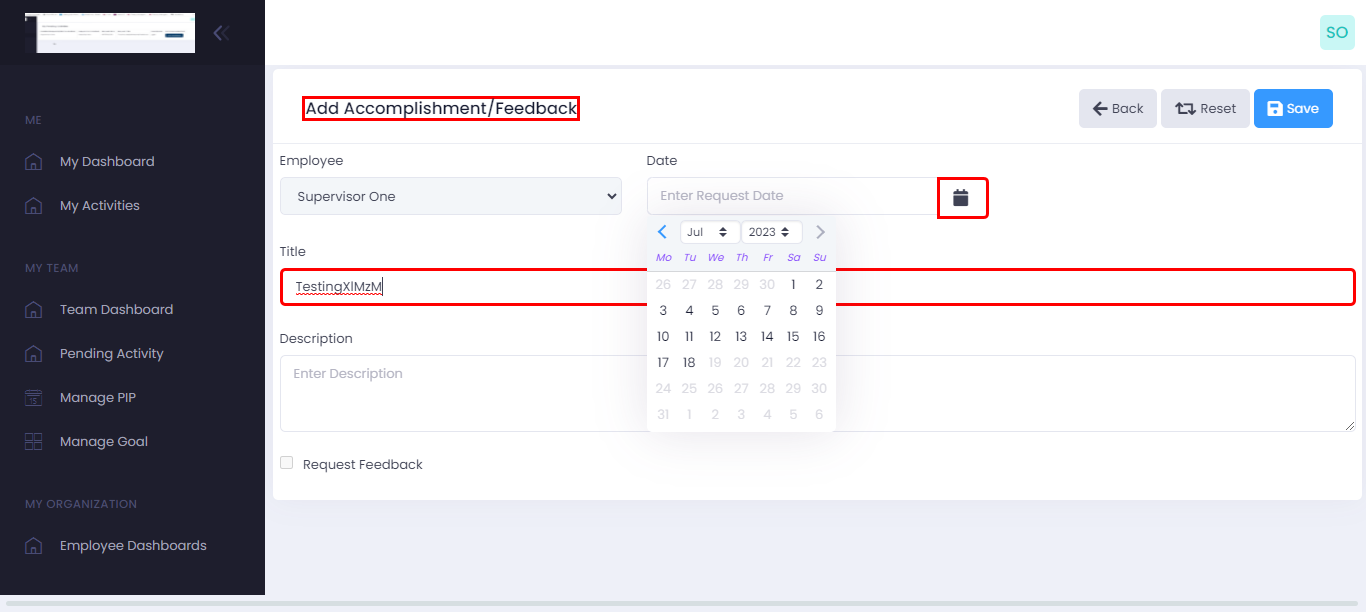 SO
ME
My Dashboard
My Activities
MY TEAM
Team Dashboard
Pending Activity
15
Manage PIP
Manage Goal
MY ORGANIZATION
Employee Dashboards
Add Accomplishment/Feedback
Back
Reset
Save
Employee
Supervisor One
Date
Enter Request Date
Jul 2023
Mo Tu We Th Fr Sa Su
26 27 28 29 30 1 2
3 4 5 6 7 8 9
10 11 12 13 14 15 16
17 18 19 20 21 22 23
24 25 26 27 28 29 30
31 1 2 3 4 5 6
Title
TestingXlMzM
Description
Enter Description
Request Feedback